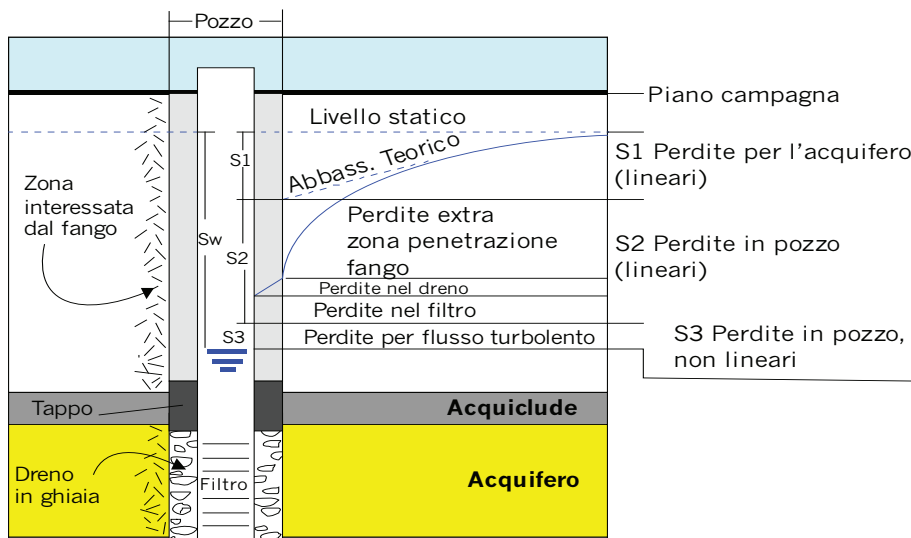 Pozzo
Piano campagna
Livello statico
S1
Abbass. Teorico
S1 Perdite per l'acquifero
(lineari)
Zona
interessata
dal fango
Perdite extra
zona penetrazione
fango
Sw
S2
S2 Perdite in pozzo
(lineari)
Perdite nel dreno
Perdite nel filtro
S3
Perdite per flusso turbolento
S3 Perdite in pozzo,
non lineari
Tappo
Acquiclude
Dreno
in ghiaia
Filtro
Acquifero